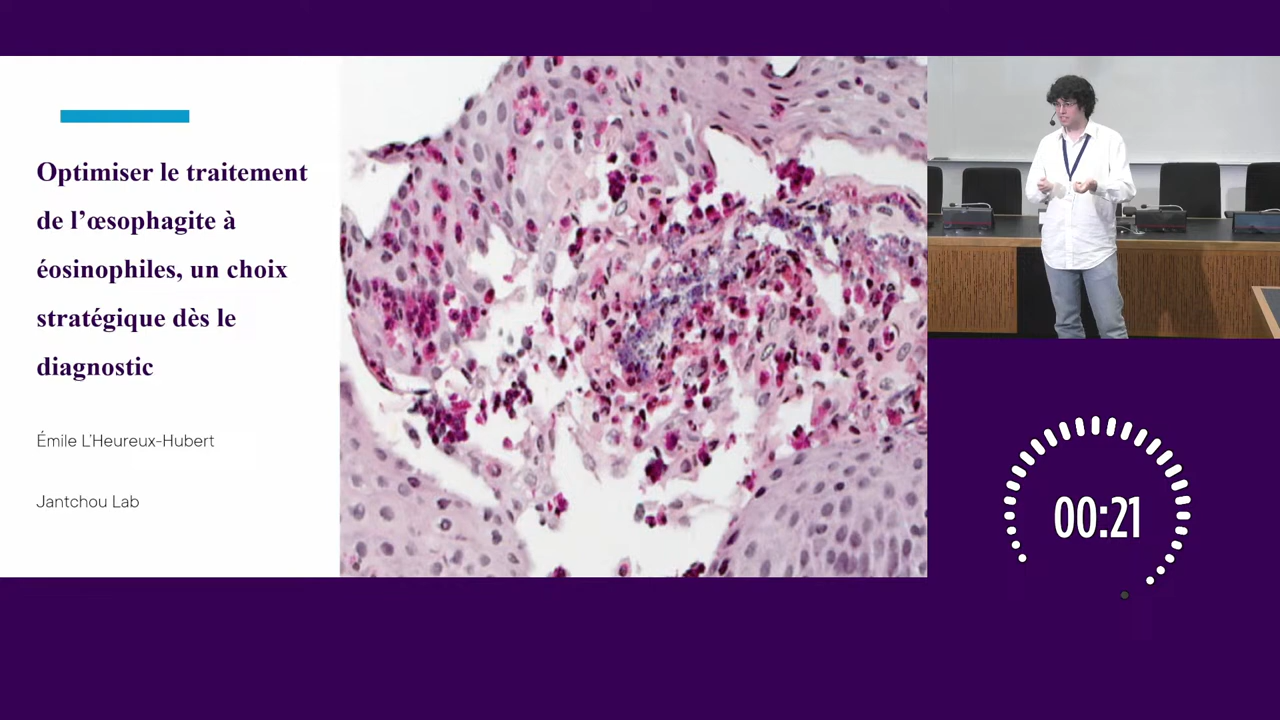 Optimiser le traitement
de l’œsophagite à
éosinophiles, un choix
stratégique dès le
diagnostic
Émile L'Heureux-Hubert
Jantchou Lab
00:21